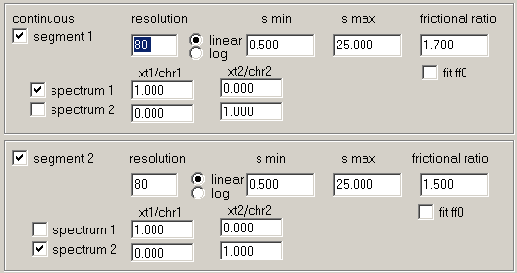 continuous resolution s min s max frictional ratio
segment 1 80 linear 0.500 25.000 1.700
log
xt1/chr1 xt2/chr2 fit ff0
spectrum 1 1.000 0.000
spectrum 2 0.000 1.000
segment 2 resolution s min s max frictional ratio
80 linear 0.500 25.000 1.500
log
xt1/chr1 xt2/chr2 fit ff0
spectrum 1 1.000 0.000
spectrum 2 0.000 1.000